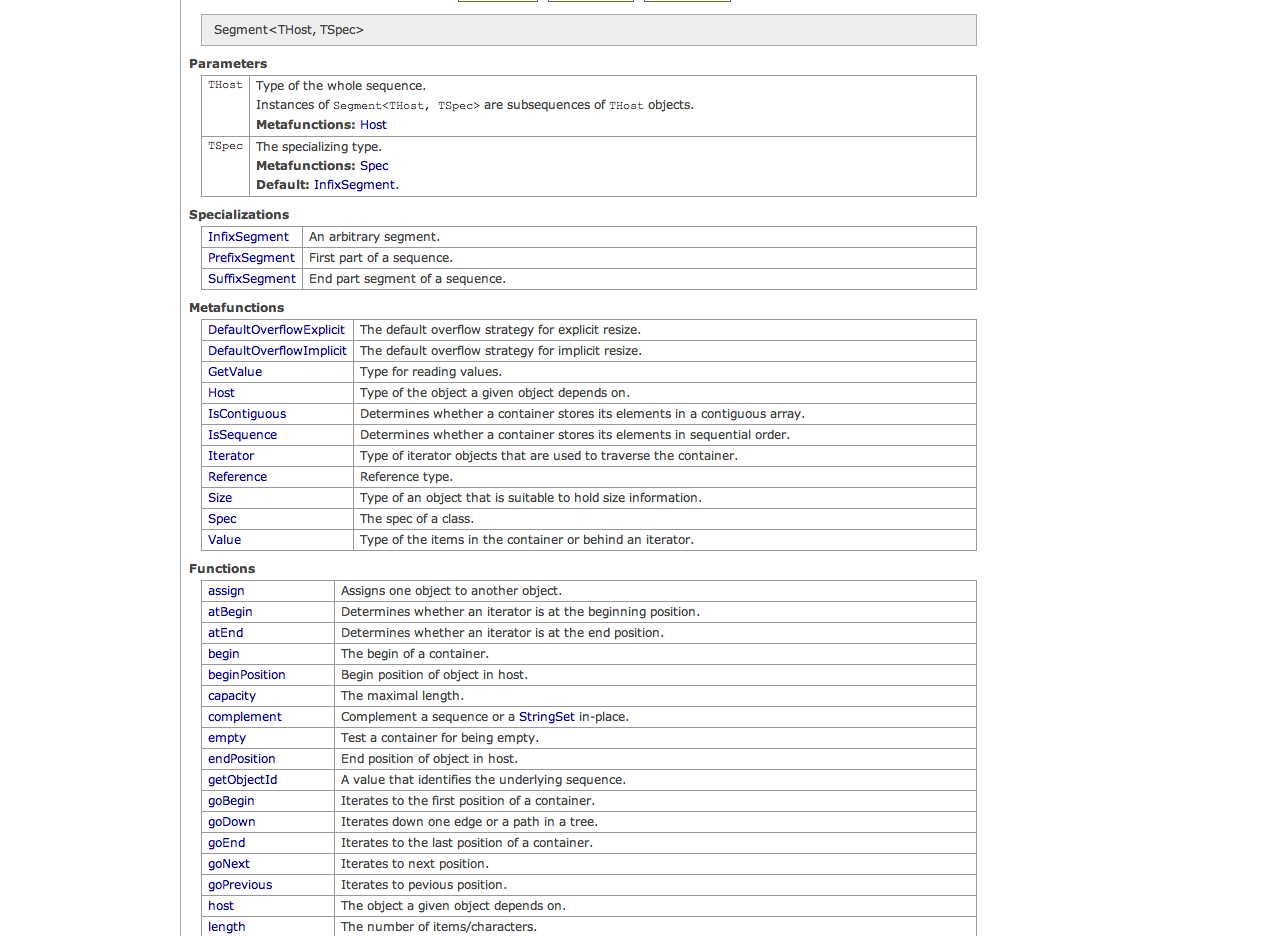 Segment<THost, TSpec>
Parameters
THost Type of the whole sequence.
Instances of Segment<THost, TSpec> are subsequences of THost objects.
Metafunctions: Host
TSpec The specializing type.
Metafunctions: Spec
Default: InfixSegment.
Specializations
InfixSegment An arbitrary segment.
PrefixSegment First part of a sequence.
SuffixSegment End part segment of a sequence.
Metafunctions
DefaultOverflowExplicit The default overflow strategy for explicit resize.
DefaultOverflowImplicit The default overflow strategy for implicit resize.
GetValue Type for reading values.
Host Type of the object a given object depends on.
IsContiguous Determines whether a container stores its elements in a contiguous array.
IsSequence Determines whether a container stores its elements in sequential order.
Iterator Type of iterator objects that are used to traverse the container.
Reference Reference type.
Size Type of an object that is suitable to hold size information.
Spec The spec of a class.
Value Type of the items in the container or behind an iterator.
Functions
assign Assigns one object to another object.
atBegin Determines whether an iterator is at the beginning position.
atEnd Determines whether an iterator is at the end position.
begin The begin of a container.
beginPosition Begin position of object in host.
capacity The maximal length.
complement Complement a sequence or a StringSet in-place.
empty Test a container for being empty.
endPosition End position of object in host.
getObjectId A value that identifies the underlying sequence.
goBegin Iterates to the first position of a container.
goDown Iterates down one edge or a path in a tree.
goEnd Iterates to the last position of a container.
goNext Iterates to next position.
goPrevious Iterates to pevious position.
host The object a given object depends on.
length The number of items/characters.